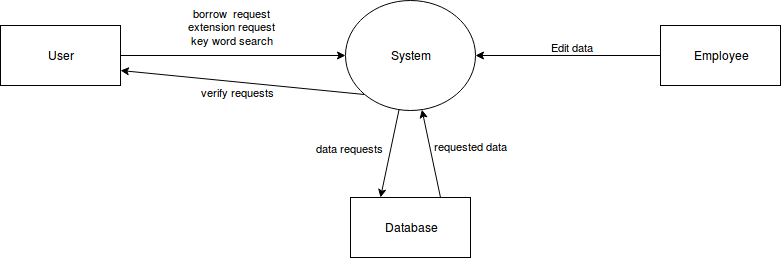 borrow request
extension request
key word search
User
System
Edit data
Employee
verify requests
data requests
requested data
Database